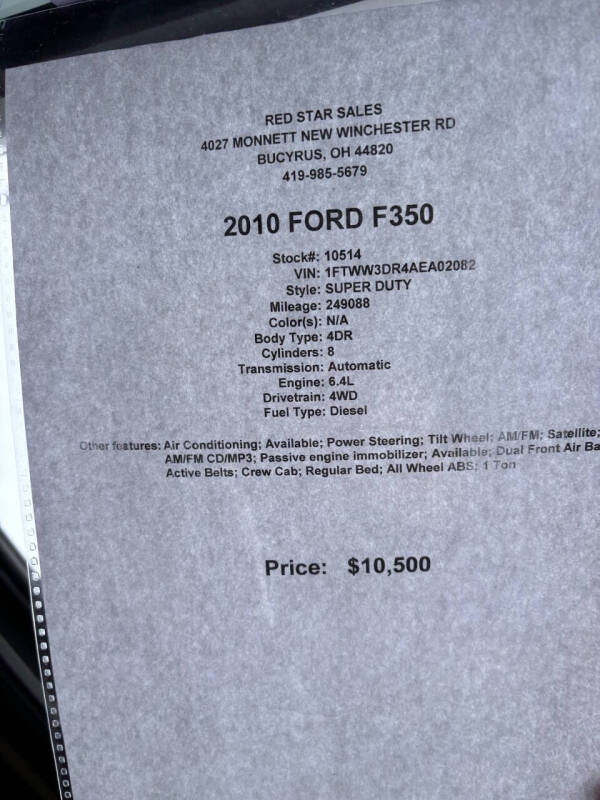 RED STAR SALES
4027 MONNETT NEW WINCHESTER RD
BUCYRUS, OH 44820
419-985-5679
2010 FORD F350
Stock#: 10514
VIN: 1FTWW3DR4AEA02082
Style: SUPER DUTY
Mileage: 249088
Color(s): N/A
Body Type: 4DR
Cylinders: 8
Transmission: Automatic
Engine: 6.4L
Drivetrain: 4WD
Fuel Type: Diesel
Other features: Air Conditioning; Available; Power Steering; Tilt Wheel; AM/FM; Satellite;
AM/FM CD/MP3; Passive engine immobilizer; Available; Dual Front Air Ba
Active Belts; Crew Cab; Regular Bed; All Wheel ABS; 1 Ton
Price: $10,500